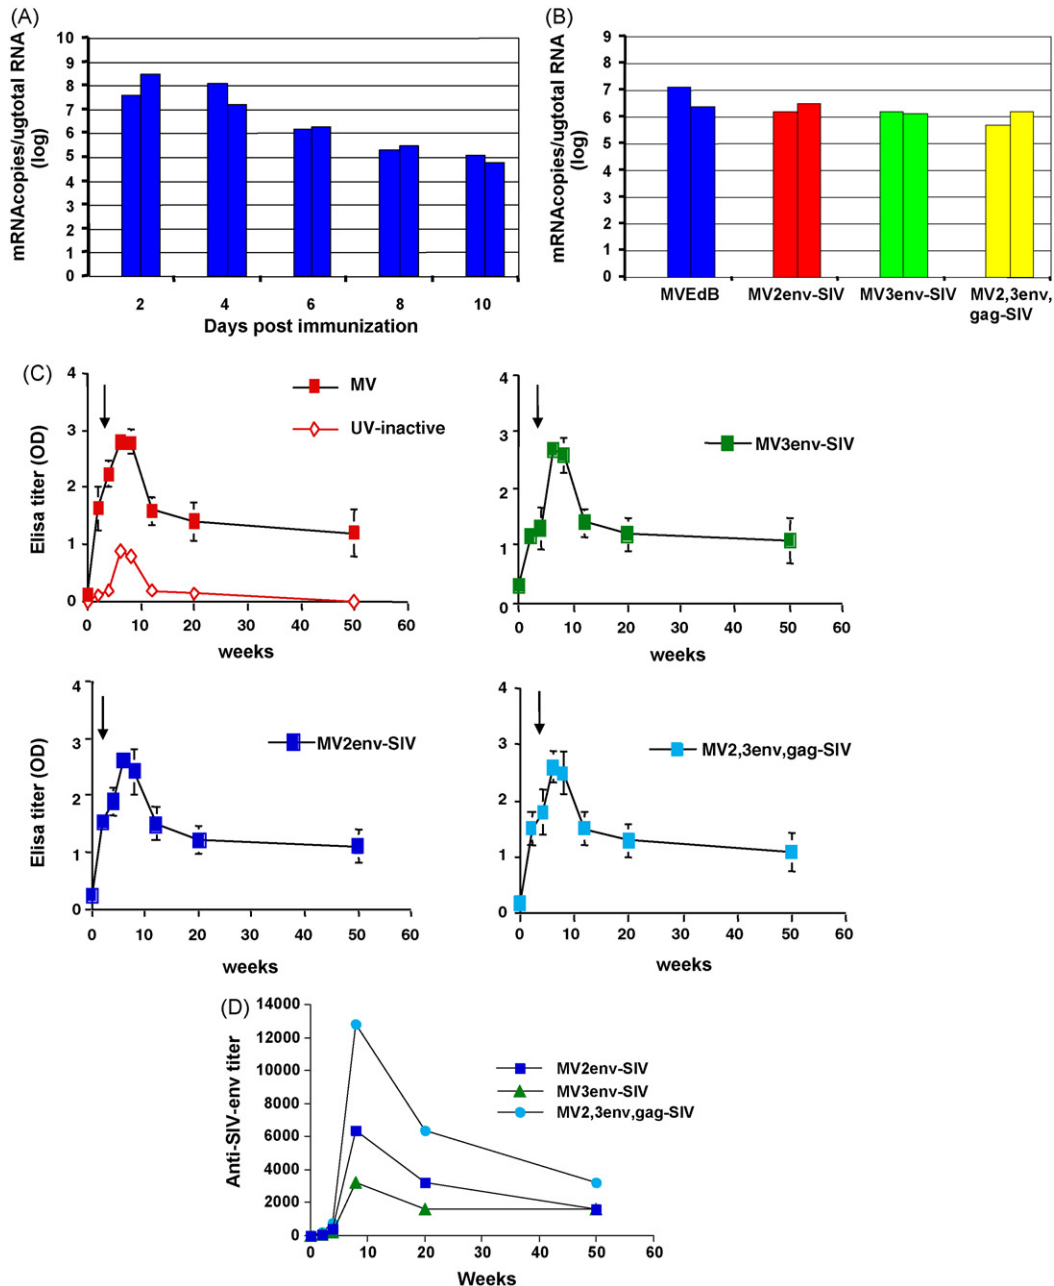 (A)
mRNAcopies/ugtotal RNA
(log)
10
9
8
7
6
5
4
3
2
1
0
2 4 6 8 10
Days post immunization
(B)
mRNAcopies/ugtotal RNA
(log)
9
8
7
6
5
4
3
2
1
0
MVEdB MV2env-SIV MV3env-SIV MV2,3env,
gag-SIV
(C)
Elisa titer (OD)
4
3
2
1
0
0 10 20 30 40 50 60
weeks
MV
UV-inactive
4
3
2
1
0
0 10 20 30 40 50 60
weeks
MV3env-SIV
Elisa titer (OD)
4
3
2
1
0
0 10 20 30 40 50 60
weeks
MV2env-SIV
4
3
2
1
0
0 10 20 30 40 50 60
weeks
MV2,3env,gag-SIV
(D)
Anti-SIV-env titer
14000
12000
10000
8000
6000
4000
2000
0
0 10 20 30 40 50 60
Weeks
MV2env-SIV
MV3env-SIV
MV2,3env,gag-SIV